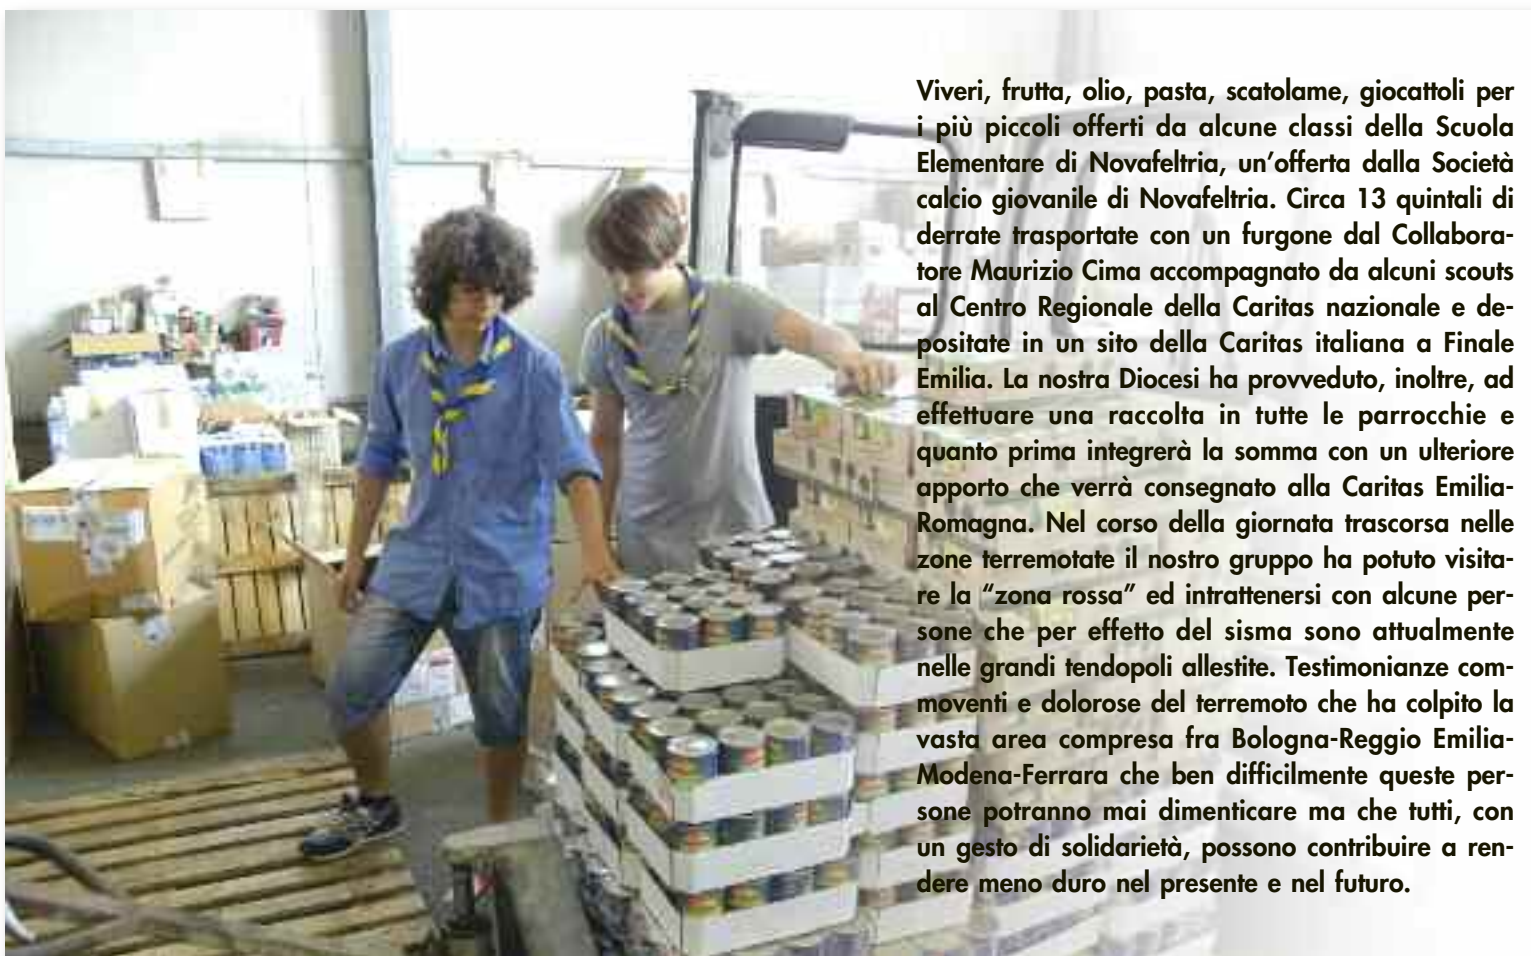 Viveri, frutta, olio, pasta, scatolame, giocattoli per
i più piccoli offerti da alcune classi della Scuola
Elementare di Novafeltria, un’offerta dalla Società
calcio giovanile di Novafeltria. Circa 13 quintali di
derrate trasportate con un furgone dal Collabora-
tore Maurizio Cima accompagnato da alcuni scouts
al Centro Regionale della Caritas nazionale e de-
positate in un sito della Caritas italiana a Finale
Emilia. La nostra Diocesi ha provveduto, inoltre, ad
effettuare una raccolta in tutte le parrocchie e
quanto prima integrerà la somma con un ulteriore
apporto che verrà consegnato alla Caritas Emilia-
Romagna. Nel corso della giornata trascorsa nelle
zone terremotate il nostro gruppo ha potuto visita-
re la “zona rossa” ed intrattenersi con alcune per-
sone che per effetto del sisma sono attualmente
nelle grandi tendopoli allestite. Testimonianze com-
moventi e dolorose del terremoto che ha colpito la
vasta area compresa fra Bologna-Reggio Emilia-
Modena-Ferrara che ben difficilmente queste per-
sone potranno mai dimenticare ma che tutti, con
un gesto di solidarietà, possono contribuire a ren-
dere meno duro nel presente e nel futuro.